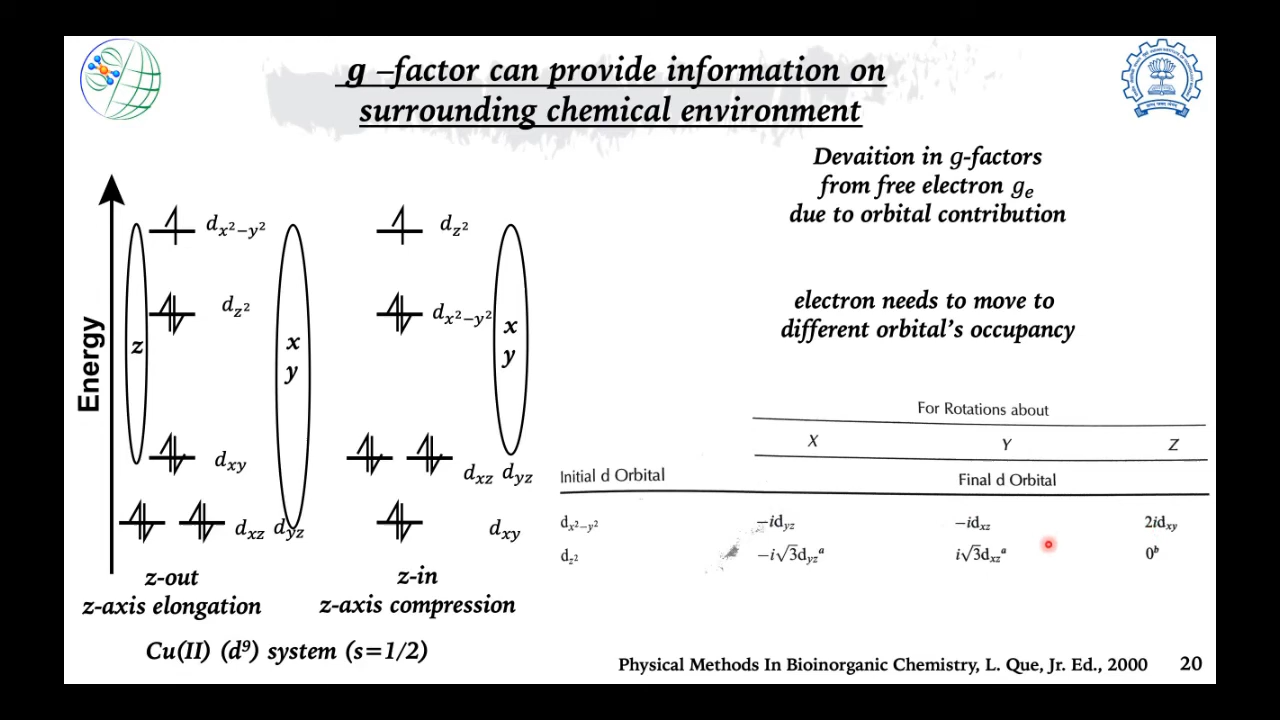 g –factor can provide information on
surrounding chemical environment
Devaition in g-factors
from free electron gₑ
due to orbital contribution
electron needs to move to
different orbital's occupancy
Energy
z
dx²−y²
dz²
dxy
dxz dyz
x
y
z-out
z-axis elongation
dz²
dx²−y²
x
y
dxz dyz
dxy
z-in
z-axis compression
Cu(II) (d⁹) system (s=1/2)
For Rotations about
X Y Z
Initial d Orbital Final d Orbital
dx²−y² −idyz −idxz 2idxy
dz² −i√3dyzᵃ i√3dxzᵃ 0ᵇ
Physical Methods In Bioinorganic Chemistry, L. Que, Jr. Ed., 2000 20